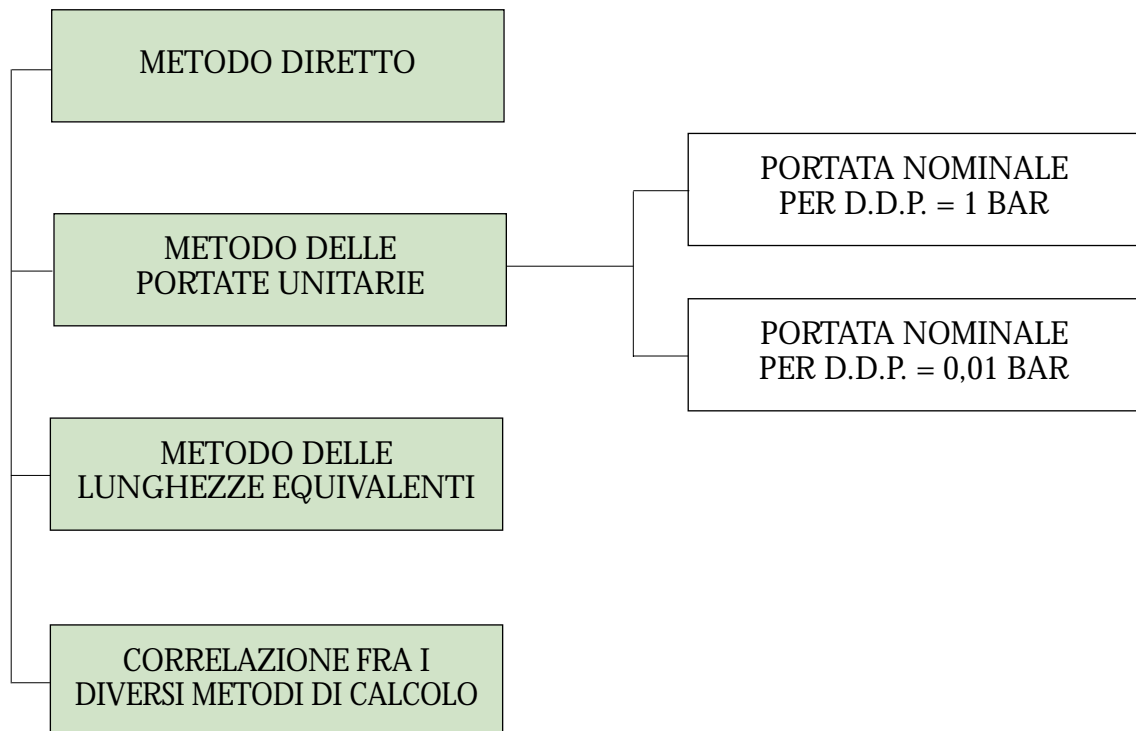 METODO DIRETTO
METODO DELLE
PORTATE UNITARIE
PORTATA NOMINALE
PER D.D.P. = 1 BAR
PORTATA NOMINALE
PER D.D.P. = 0,01 BAR
METODO DELLE
LUNGHEZZE EQUIVALENTI
CORRELAZIONE FRA I
DIVERSI METODI DI CALCOLO